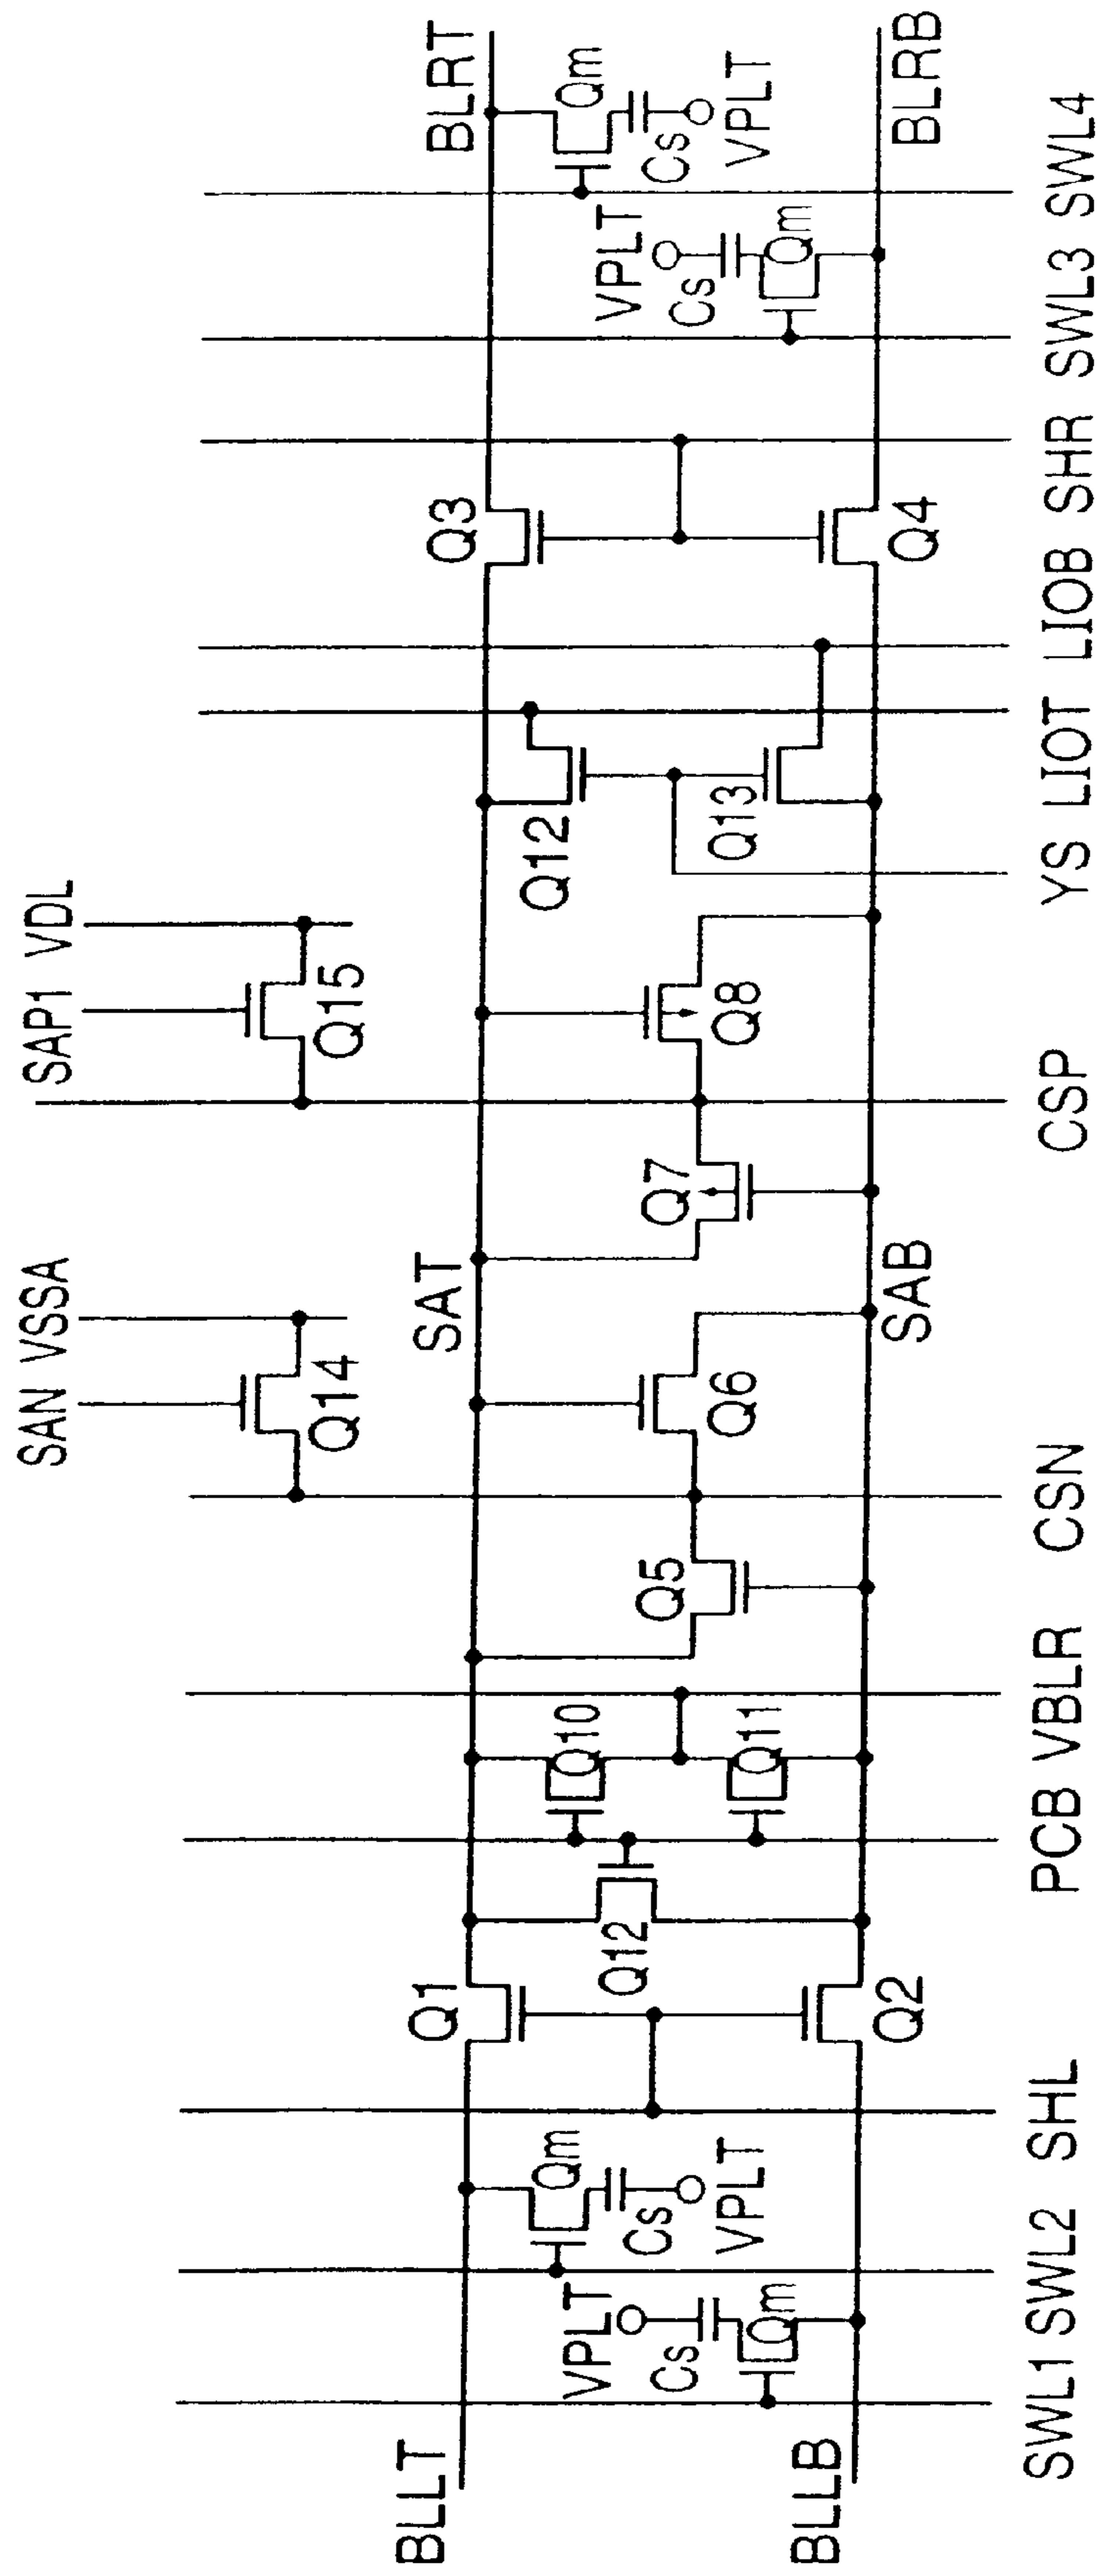 SAN VSSA
SAP1 VDL
Q14
Q15
BLLT
Q1
SAT
Q3
BLRT
VPLT
Cs
Qm
Qm
Cs
VPLT
Q12
Q10
Q11
Q5
Q6
Q7
Q8
Q12
Q13
VPLT
Cs
Qm
Qm
Cs
VPLT
BLLB
Q2
SAB
Q4
BLRB
SWL1 SWL2 SHL PCB VBLR CSN CSP YS LIOT LIOB SHR SWL3 SWL4